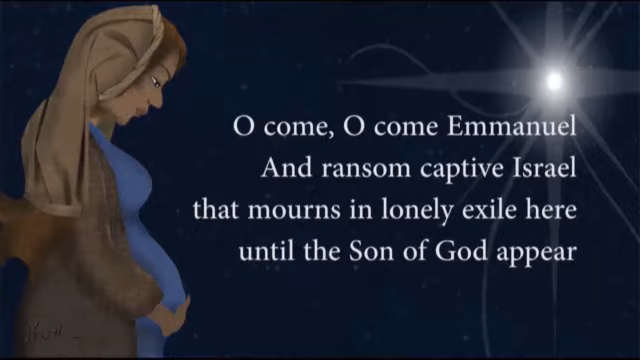 O come, O come Emmanuel
And ransom captive Israel
that mourns in lonely exile here
until the Son of God appear